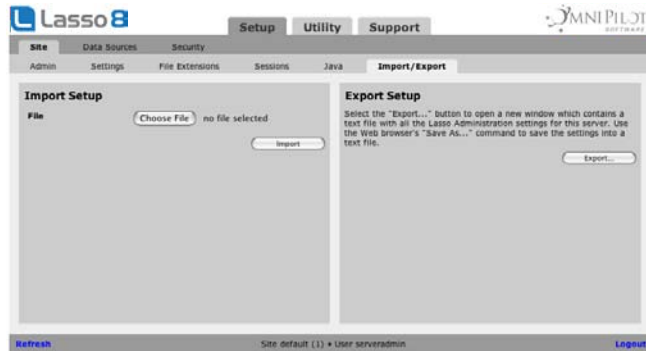 Lasso 8
Setup Utility Support
OMNIPILOT
SOFTWARE
Site Data Sources Security
Admin Settings File Extensions Sessions Java Import/Export
Import Setup
File Choose File no file selected
Import
Export Setup
Select the "Export..." button to open a new window which contains a
text file with all the Lasso Administration settings for this server. Use
the Web browser's "Save As..." command to save the settings into a
text file.
Export...
Refresh Site default (1) • User serveradmin Logout